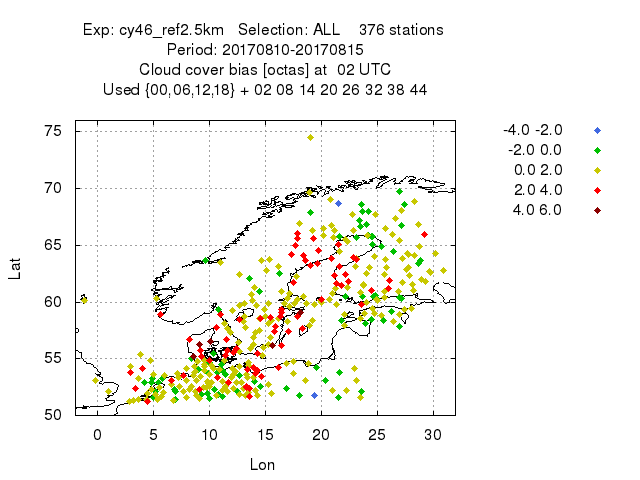 Exp: cy46_ref2.5km   Selection: ALL    376 stations
Period: 20170810-20170815
Cloud cover bias [octas] at  02 UTC
Used {00,06,12,18} + 02 08 14 20 26 32 38 44
-4.0 -2.0
-2.0 0.0
0.0 2.0
2.0 4.0
4.0 6.0
75
70
65
60
55
50
Lat
0 5 10 15 20 25 30
Lon